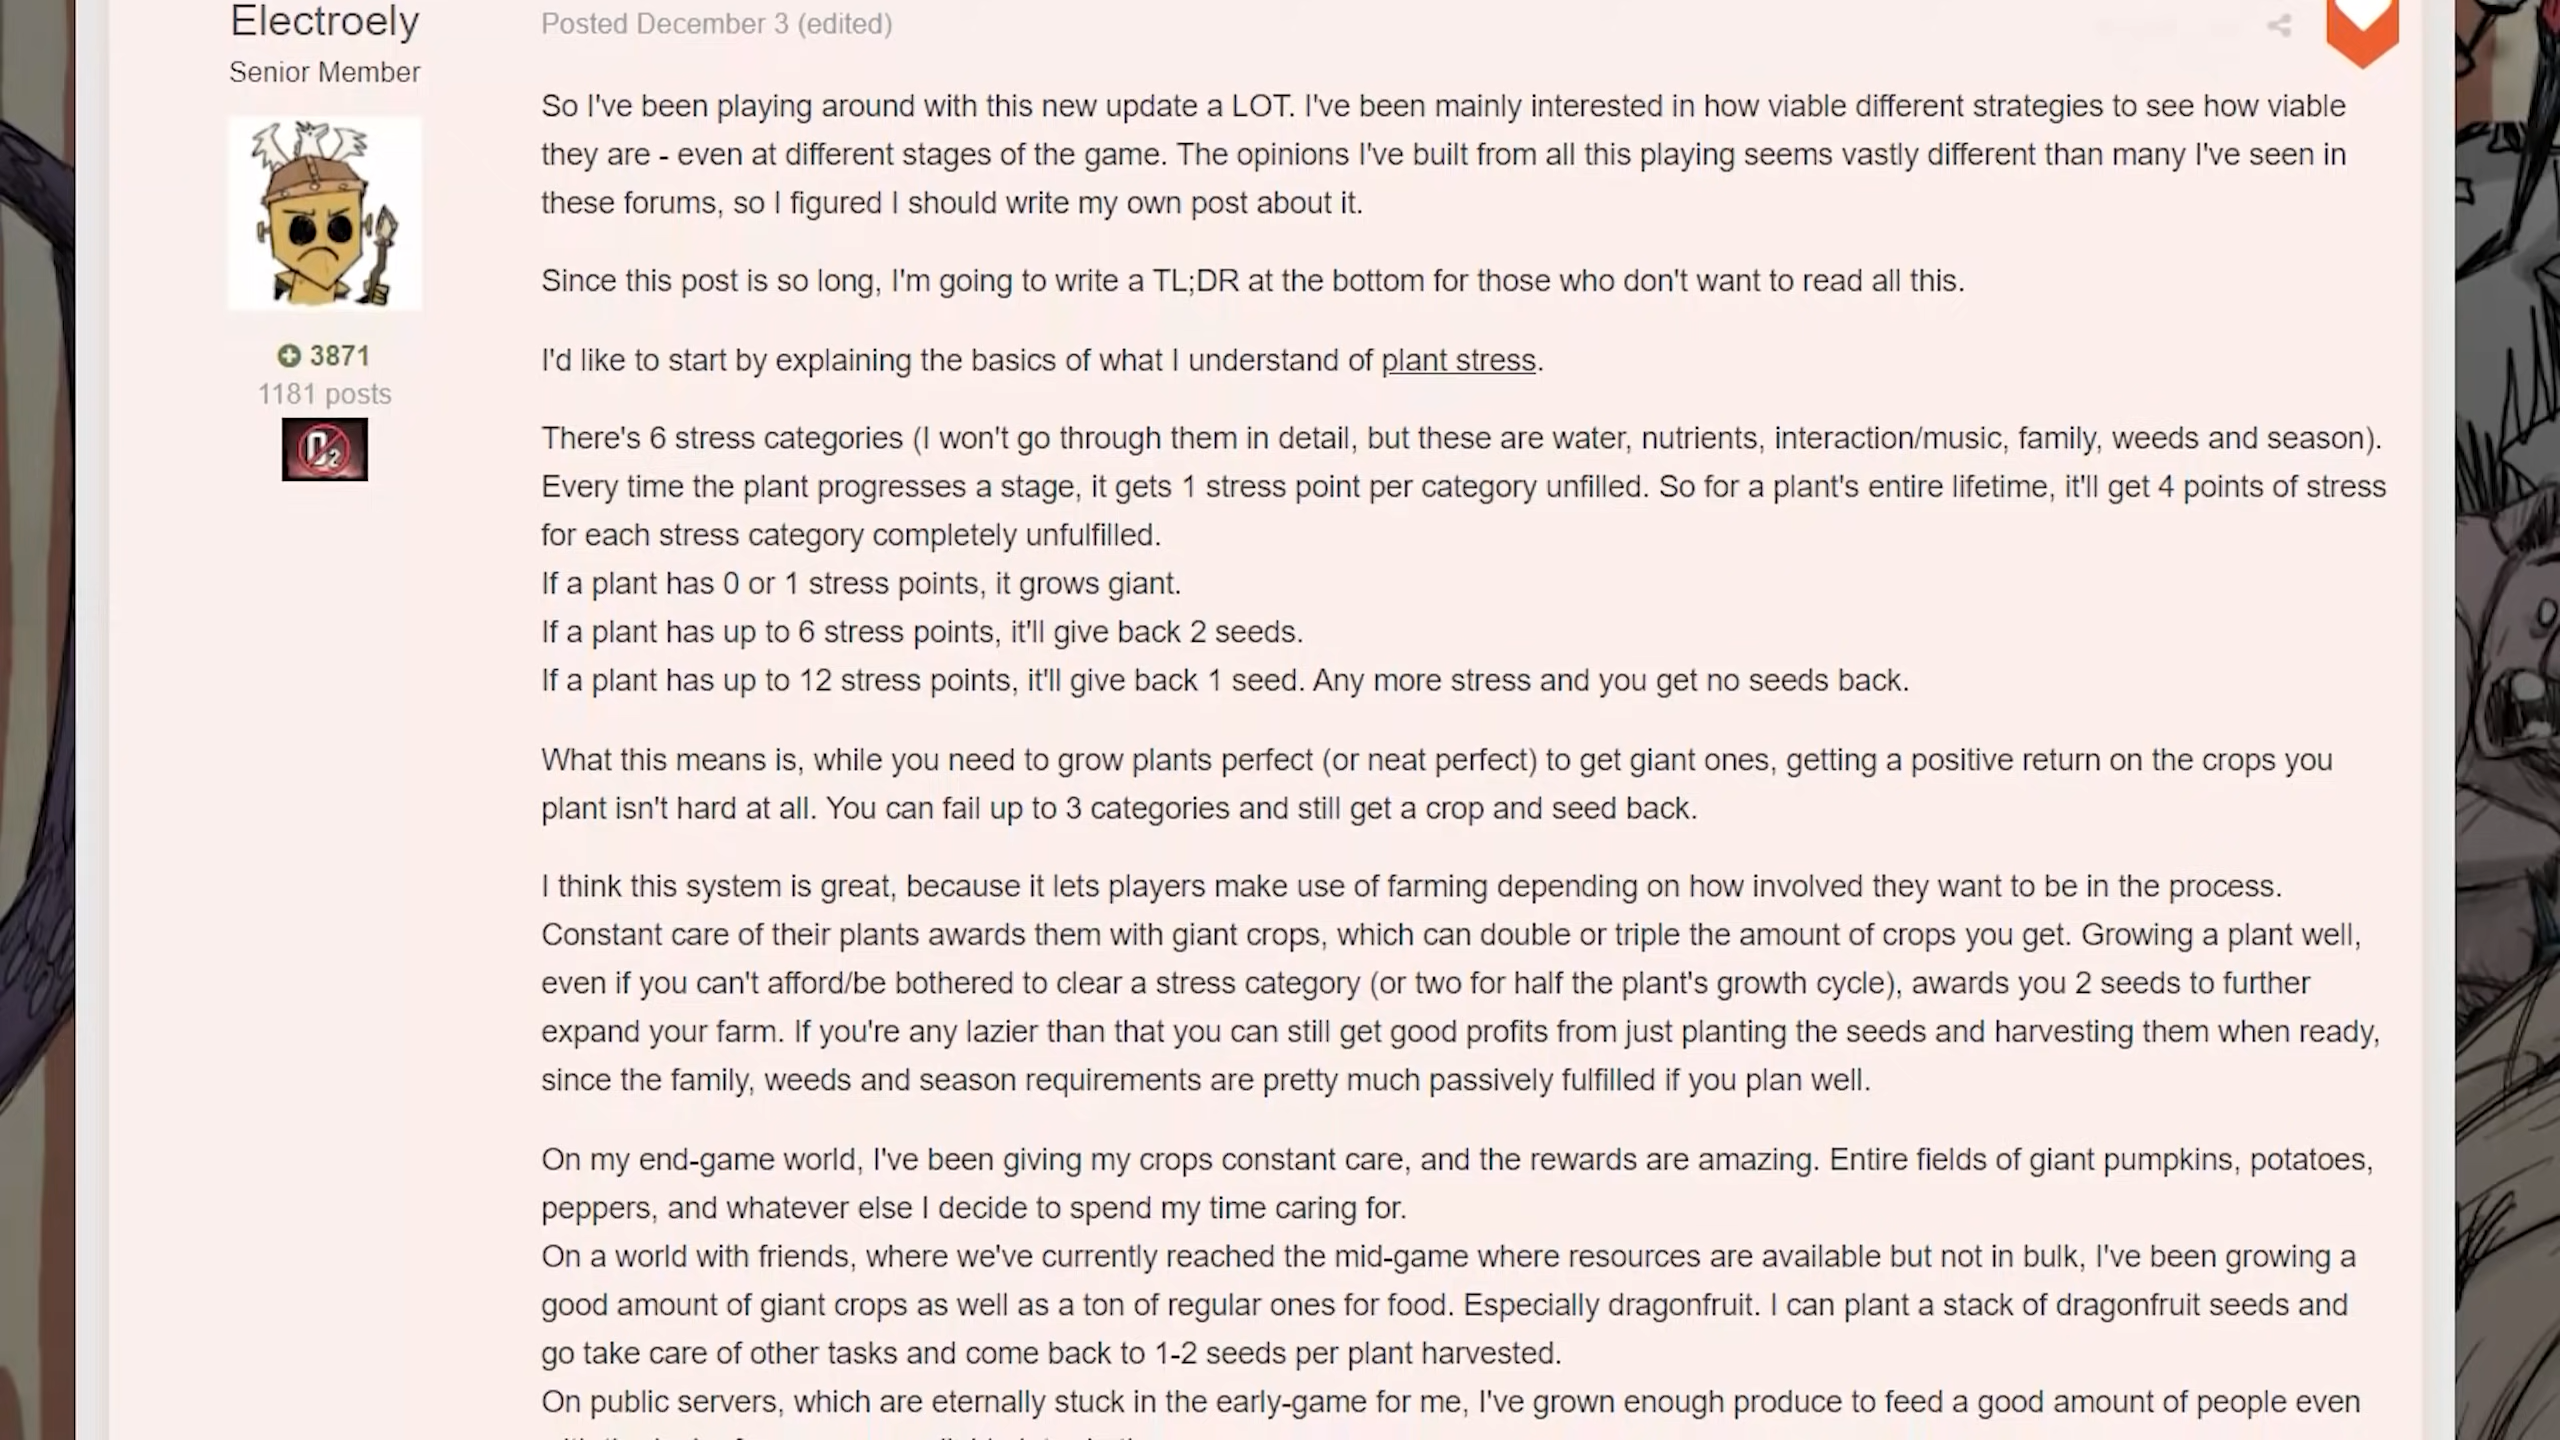 Electroely
Senior Member
3871
1181 posts
Posted December 3 (edited)
So I've been playing around with this new update a LOT. I've been mainly interested in how viable different strategies to see how viable
they are - even at different stages of the game. The opinions I've built from all this playing seems vastly different than many I've seen in
these forums, so I figured I should write my own post about it.
Since this post is so long, I'm going to write a TL;DR at the bottom for those who don't want to read all this.
I'd like to start by explaining the basics of what I understand of plant stress.
There's 6 stress categories (I won't go through them in detail, but these are water, nutrients, interaction/music, family, weeds and season).
Every time the plant progresses a stage, it gets 1 stress point per category unfilled. So for a plant's entire lifetime, it'll get 4 points of stress
for each stress category completely unfulfilled.
If a plant has 0 or 1 stress points, it grows giant.
If a plant has up to 6 stress points, it'll give back 2 seeds.
If a plant has up to 12 stress points, it'll give back 1 seed. Any more stress and you get no seeds back.
What this means is, while you need to grow plants perfect (or neat perfect) to get giant ones, getting a positive return on the crops you
plant isn't hard at all. You can fail up to 3 categories and still get a crop and seed back.
I think this system is great, because it lets players make use of farming depending on how involved they want to be in the process.
Constant care of their plants awards them with giant crops, which can double or triple the amount of crops you get. Growing a plant well,
even if you can't afford/be bothered to clear a stress category (or two for half the plant's growth cycle), awards you 2 seeds to further
expand your farm. If you're any lazier than that you can still get good profits from just planting the seeds and harvesting them when ready,
since the family, weeds and season requirements are pretty much passively fulfilled if you plan well.
On my end-game world, I've been giving my crops constant care, and the rewards are amazing. Entire fields of giant pumpkins, potatoes,
peppers, and whatever else I decide to spend my time caring for.
On a world with friends, where we've currently reached the mid-game where resources are available but not in bulk, I've been growing a
good amount of giant crops as well as a ton of regular ones for food. Especially dragonfruit. I can plant a stack of dragonfruit seeds and
go take care of other tasks and come back to 1-2 seeds per plant harvested.
On public servers, which are eternally stuck in the early-game for me, I've grown enough produce to feed a good amount of people even